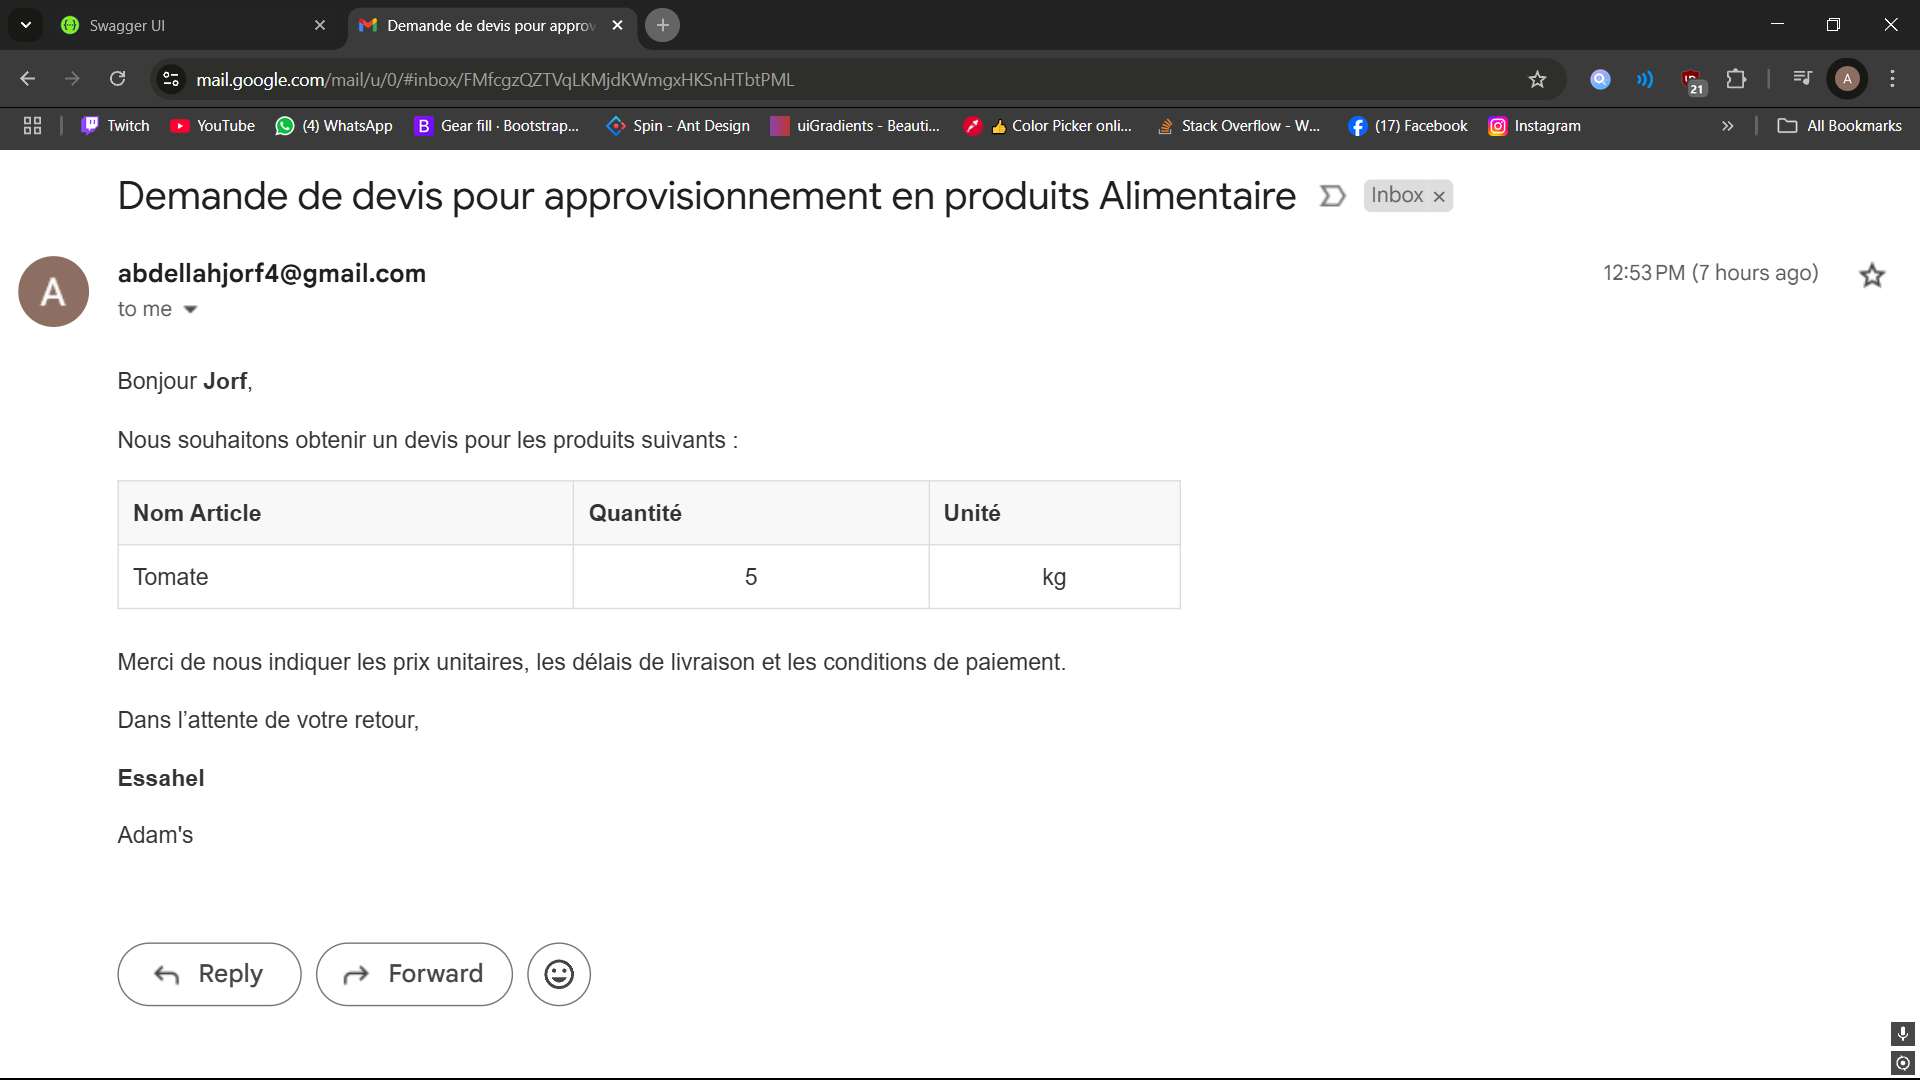 Swagger UI
Demande de devis pour approv
mail.google.com/mail/u/0/#inbox/FMfcgzQZTVqLKMjdKWmgxHKSnHTbtPML
21
A
Twitch
YouTube
(4) WhatsApp
B Gear fill · Bootstrap...
Spin - Ant Design
uiGradients - Beauti...
Color Picker onli...
Stack Overflow - W...
(17) Facebook
Instagram
All Bookmarks
Demande de devis pour approvisionnement en produits Alimentaire
Inbox ×
A
abdellahjorf4@gmail.com
12:53 PM (7 hours ago)
to me
Bonjour Jorf,
Nous souhaitons obtenir un devis pour les produits suivants :
Nom Article Quantité Unité
Tomate 5 kg
Merci de nous indiquer les prix unitaires, les délais de livraison et les conditions de paiement.
Dans l’attente de votre retour,
Essahel
Adam's
Reply
Forward